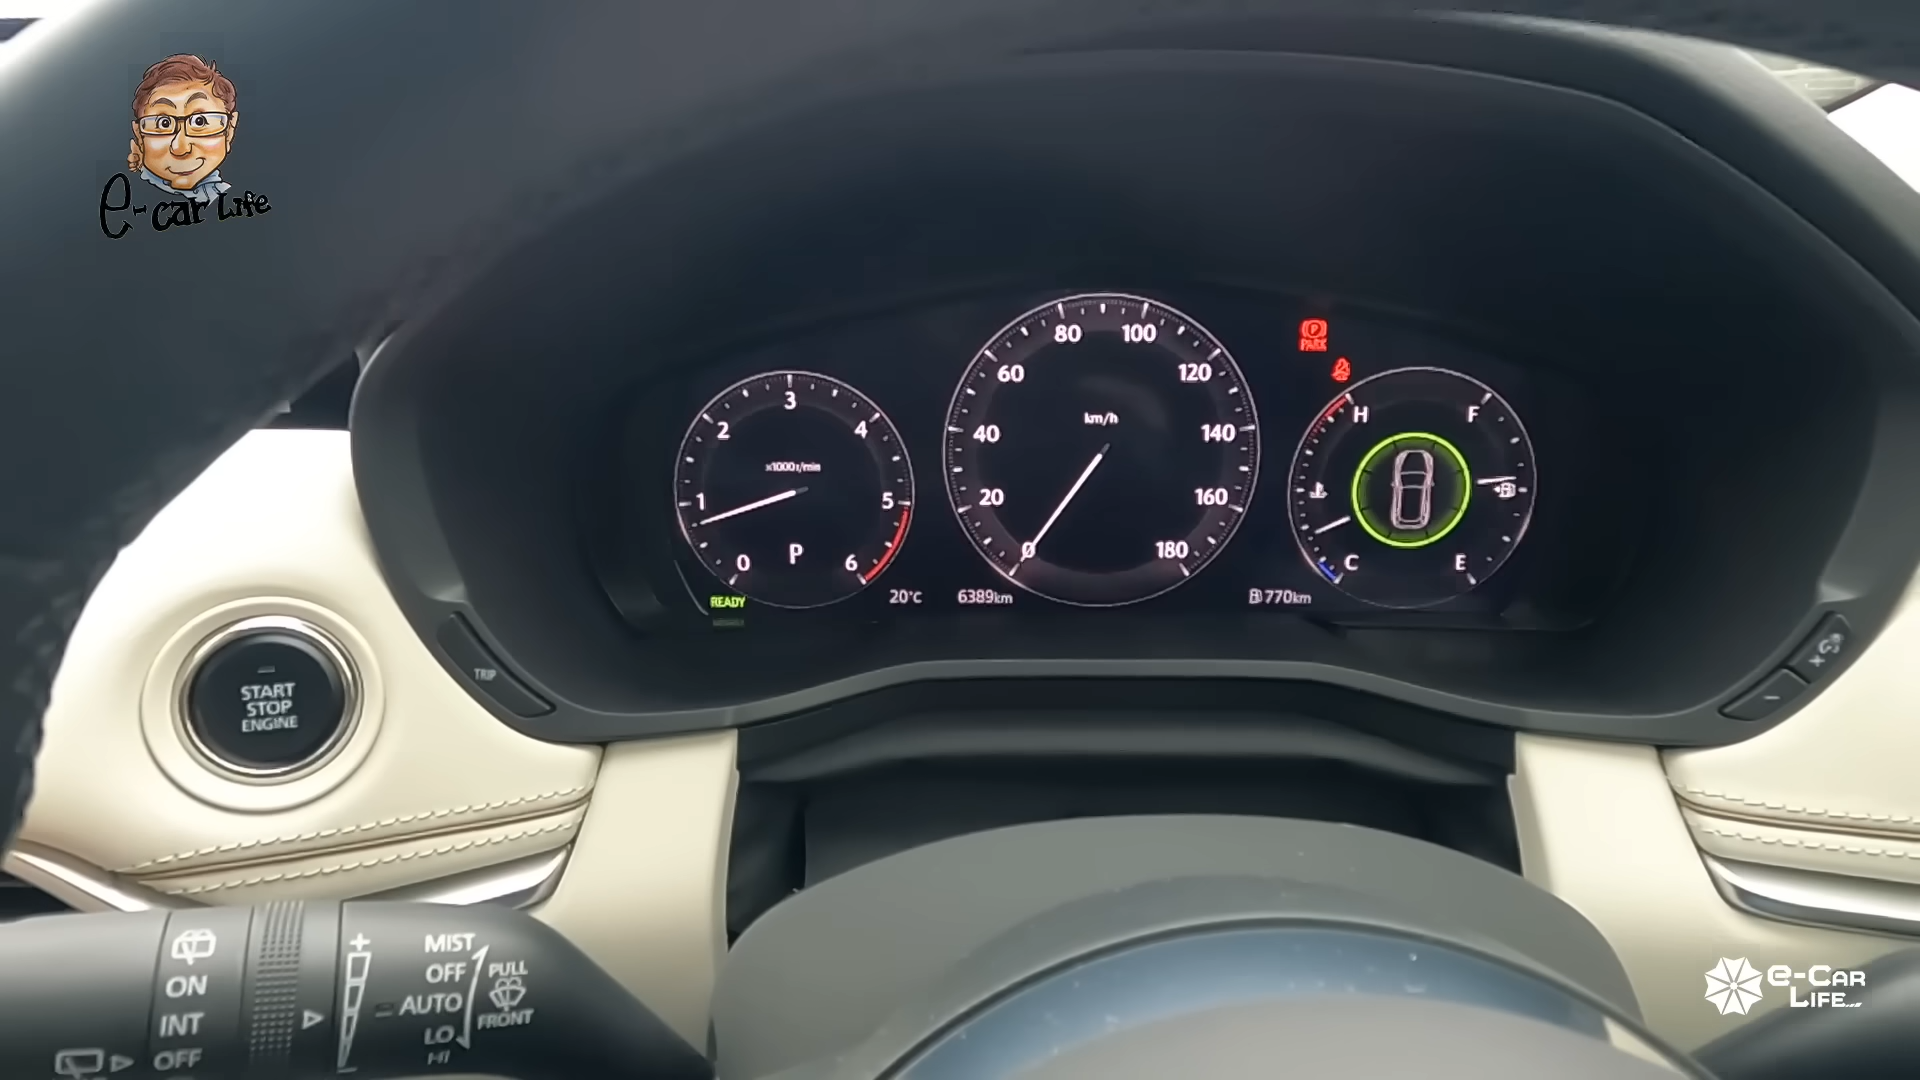 e-car Life
80 100
60 120
40 km/h 140
20 160
0 180
3
2 4
×1000 r/min
1 5
0 P 6
READY
20°C 6389km 770km
P
PARK
H F
C E
TRIP
START
STOP
ENGINE
ON
INT
OFF
+
−
MIST
OFF
AUTO
LO
HI
PULL
FRONT
e-CAR
LIFE...